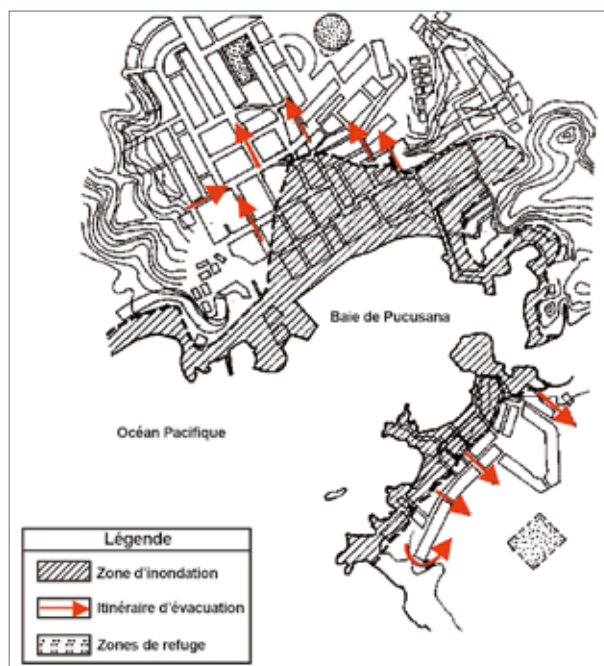 Baie de Pucusana
Océan Pacifique
Légende
Zone d'inondation
Itinéraire d'évacuation
Zones de refuge